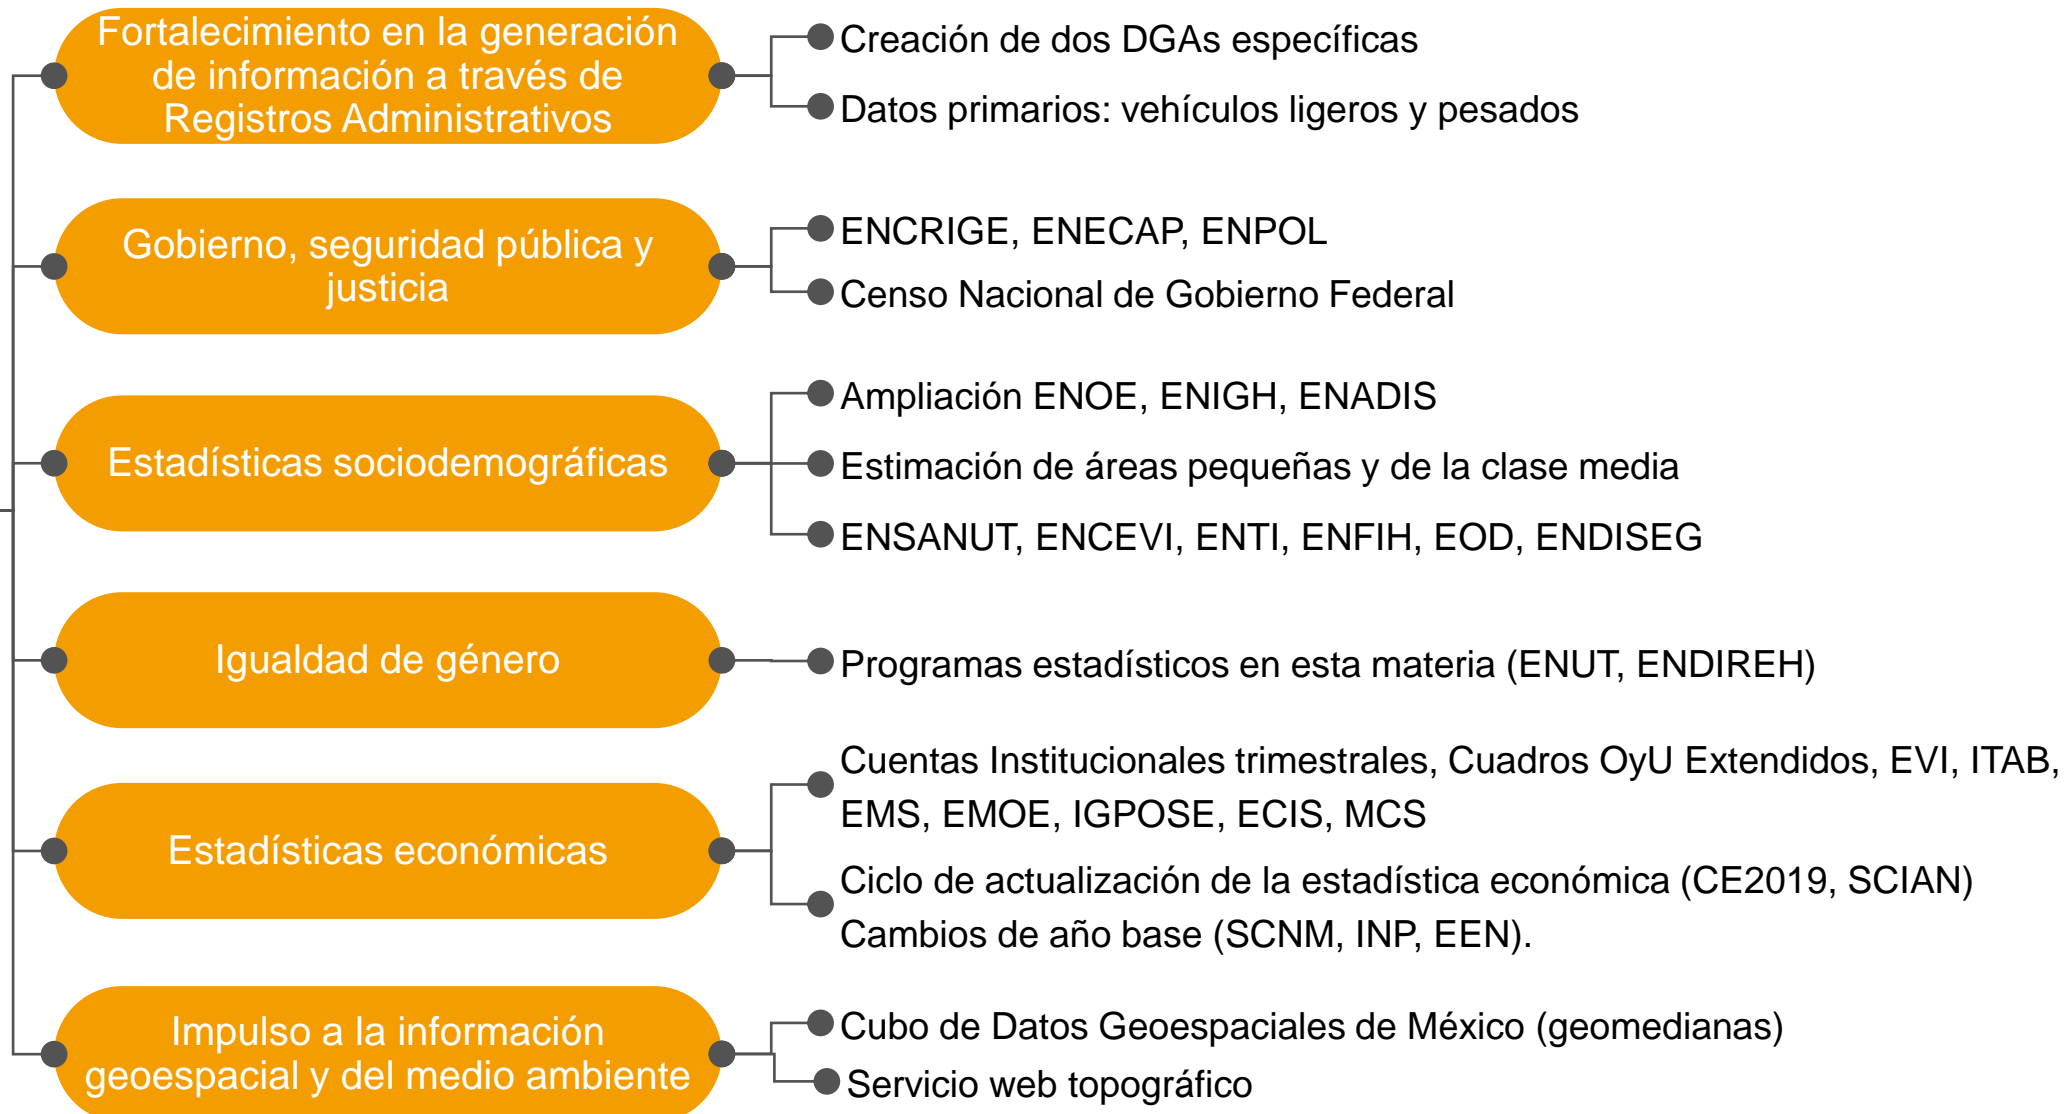 Fortalecimiento en la generación
de información a través de
Registros Administrativos
Creación de dos DGAs específicas
Datos primarios: vehículos ligeros y pesados
Gobierno, seguridad pública y
justicia
ENCRIGE, ENECAP, ENPOL
Censo Nacional de Gobierno Federal
Estadísticas sociodemográficas
Ampliación ENOE, ENIGH, ENADIS
Estimación de áreas pequeñas y de la clase media
ENSANUT, ENCEVI, ENTI, ENFIH, EOD, ENDISEG
Igualdad de género
Programas estadísticos en esta materia (ENUT, ENDIREH)
Estadísticas económicas
Cuentas Institucionales trimestrales, Cuadros OyU Extendidos, EVI, ITAB,
EMS, EMOE, IGPOSE, ECIS, MCS
Ciclo de actualización de la estadística económica (CE2019, SCIAN)
Cambios de año base (SCNM, INP, EEN).
Impulso a la información
geoespacial y del medio ambiente
Cubo de Datos Geoespaciales de México (geomedianas)
Servicio web topográfico